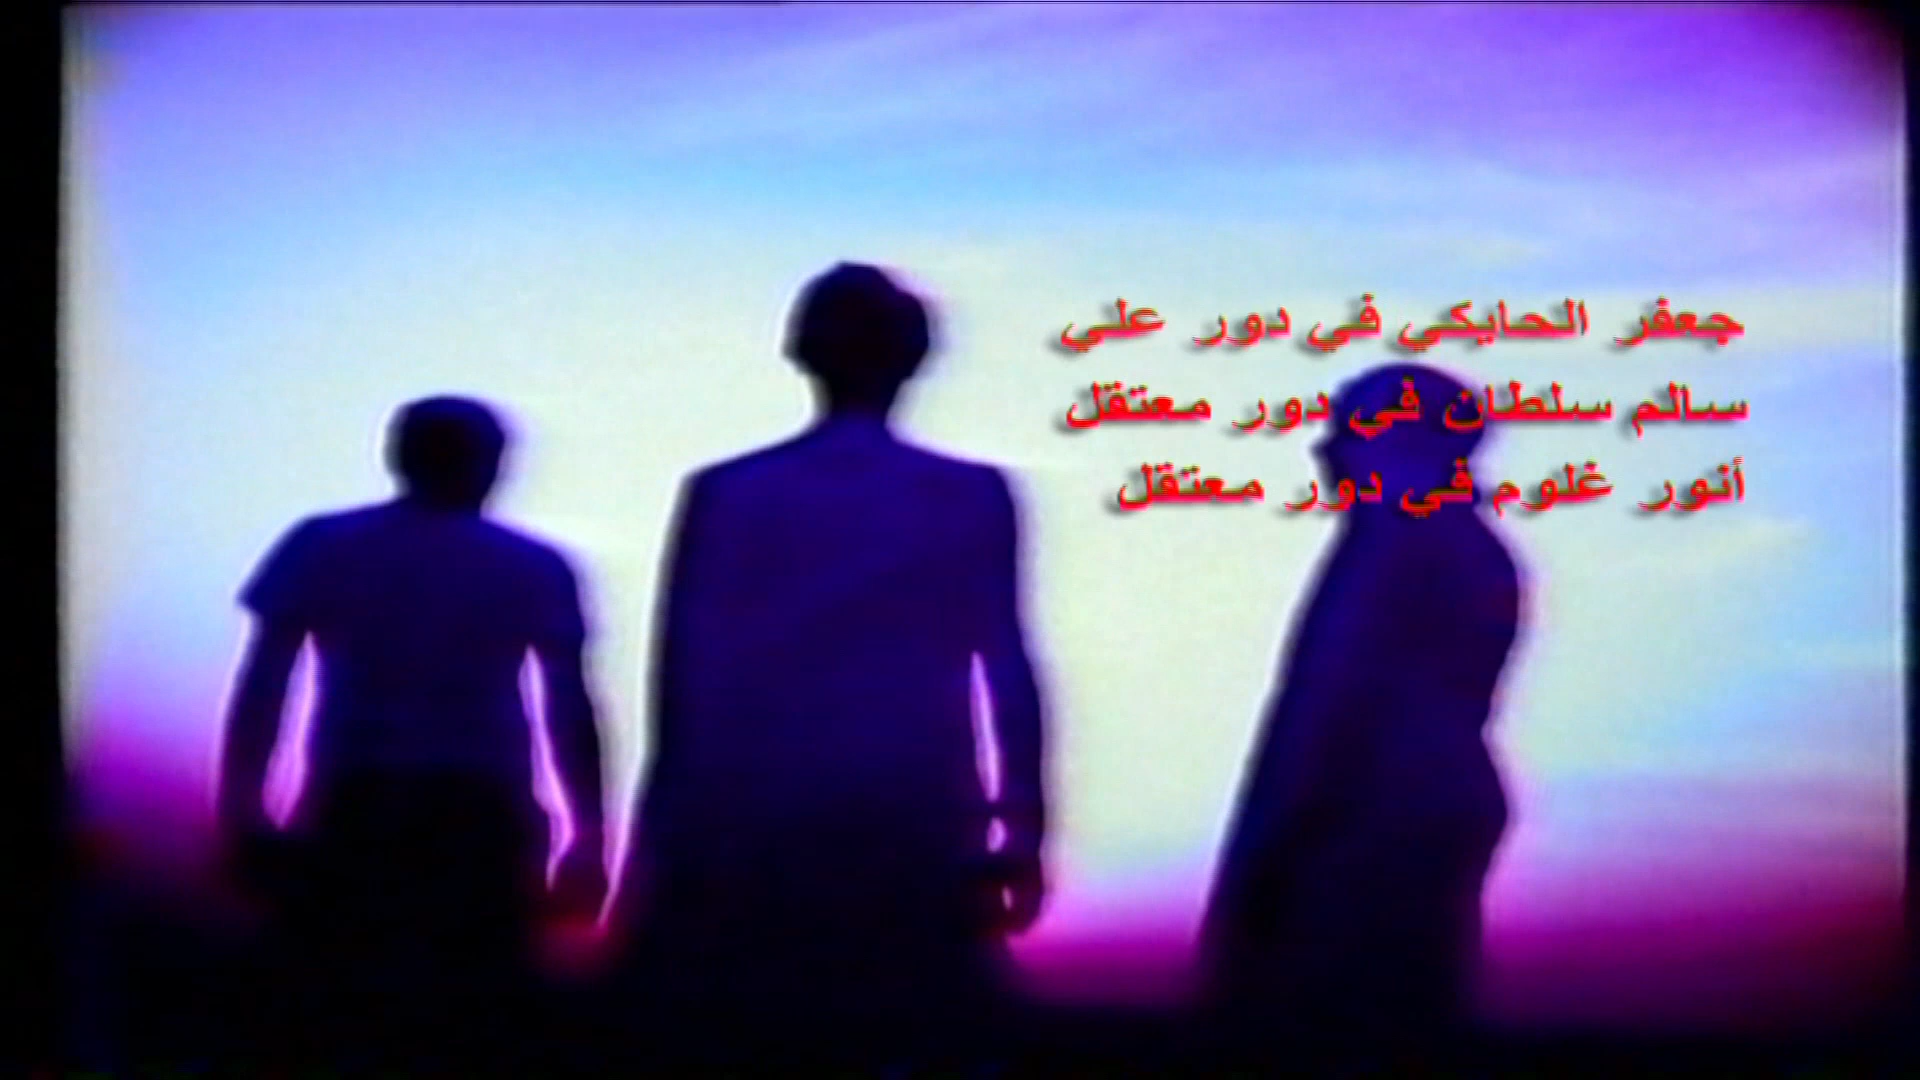 جعفر الحايكي في دور علي
سالم سلطان في دور معتقل
أنور غلوم في دور معتقل